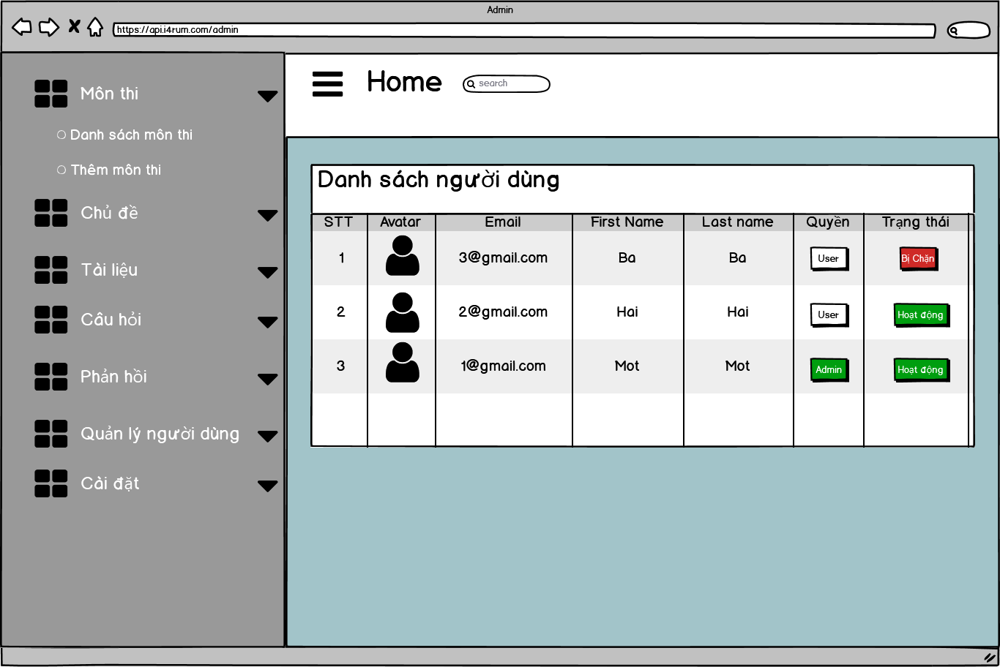 Admin
https://api.i4rum.com/admin
Home
search
Môn thi
Danh sách môn thi
Thêm môn thi
Chủ đề
Tài liệu
Câu hỏi
Phản hồi
Quản lý người dùng
Cài đặt
Danh sách người dùng
STT Avatar Email First Name Last name Quyền Trạng thái
1 3@gmail.com Ba Ba User Bị Chặn
2 2@gmail.com Hai Hai User Hoạt động
3 1@gmail.com Mot Mot Admin Hoạt động